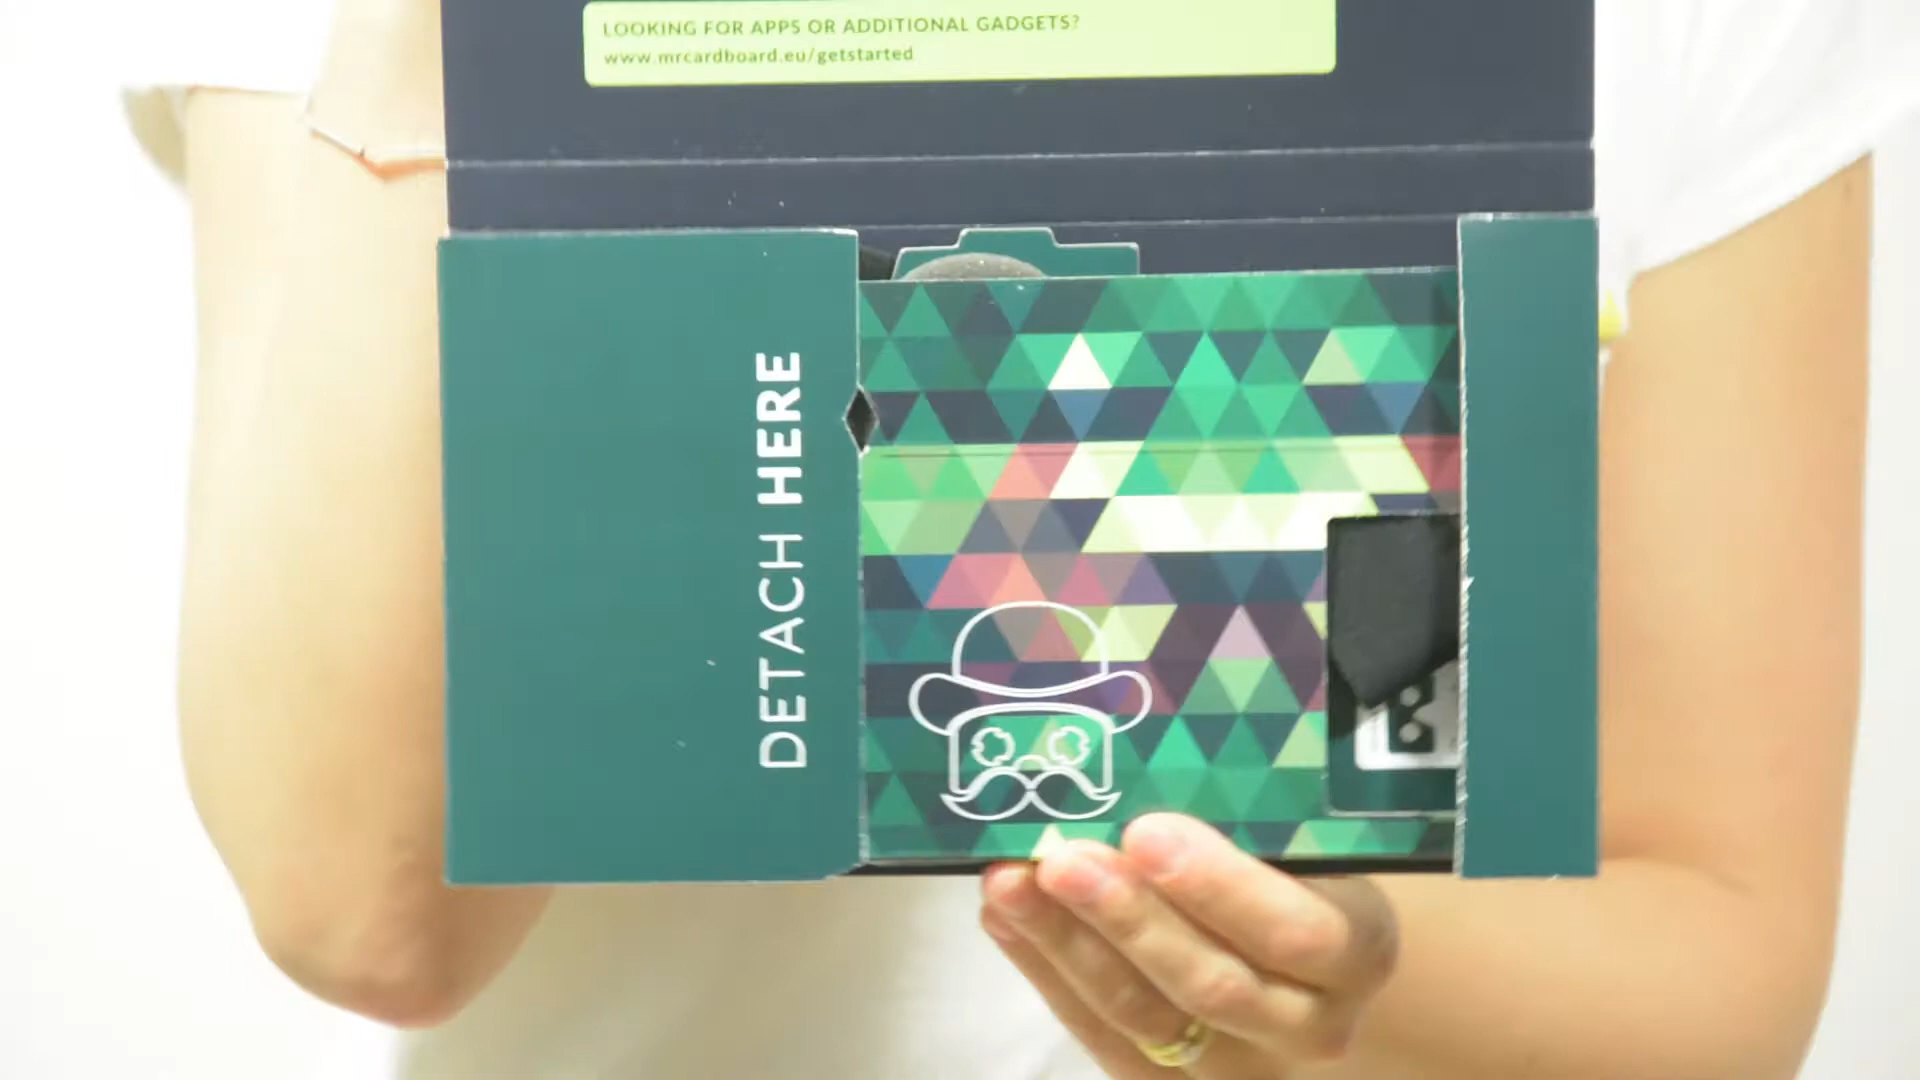 LOOKING FOR APPS OR ADDITIONAL GADGETS?
www.mrcardboard.eu/getstarted
DETACH HERE